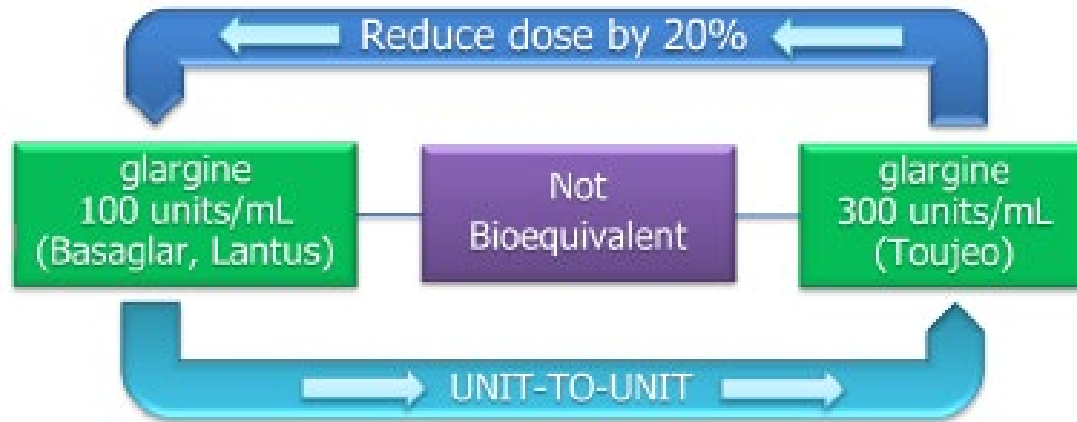 Reduce dose by 20%
glargine
100 units/mL
(Basaglar, Lantus)
Not
Bioequivalent
glargine
300 units/mL
(Toujeo)
UNIT-TO-UNIT